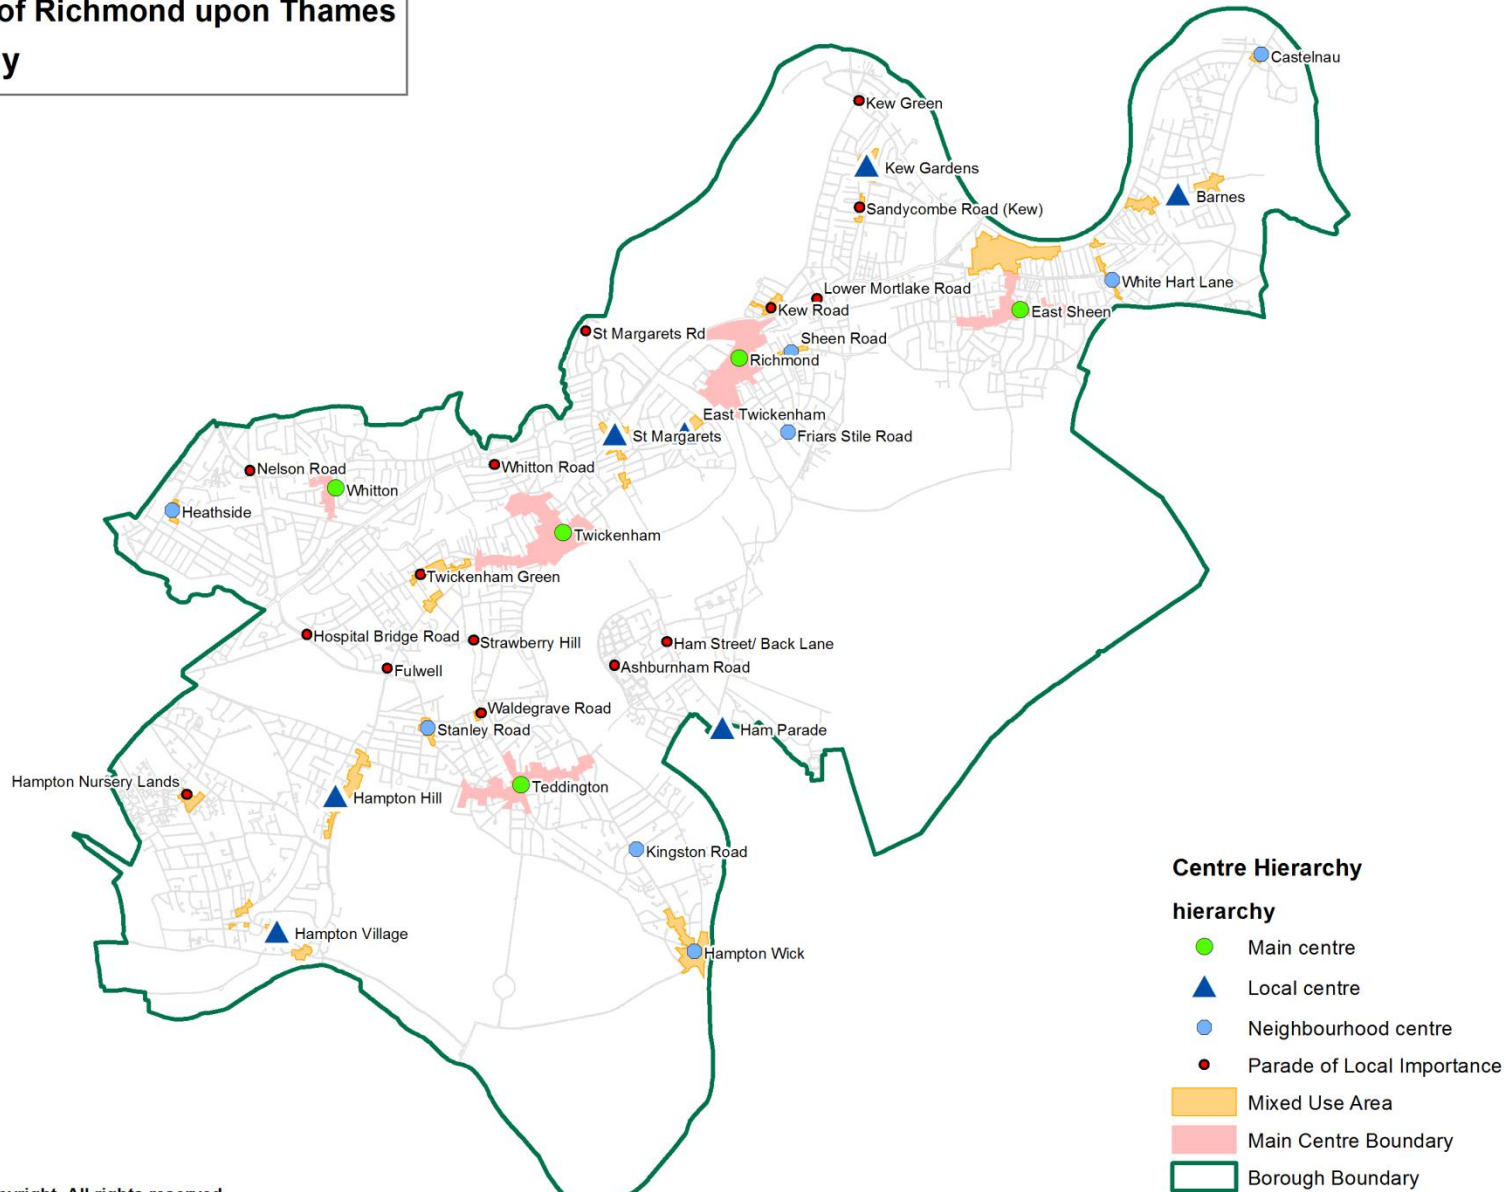 of Richmond upon Thames
y
Castelnau
Kew Green
Kew Gardens
Barnes
Sandycombe Road (Kew)
White Hart Lane
Lower Mortlake Road
Kew Road
East Sheen
St Margarets Rd
Sheen Road
Richmond
East Twickenham
St Margarets
Friars Stile Road
Nelson Road
Whitton Road
Whitton
Heathside
Twickenham
Twickenham Green
Hospital Bridge Road
Strawberry Hill
Ham Street/ Back Lane
Fulwell
Ashburnham Road
Waldegrave Road
Stanley Road
Ham Parade
Hampton Nursery Lands
Teddington
Hampton Hill
Kingston Road
Hampton Village
Hampton Wick
Centre Hierarchy
hierarchy
Main centre
Local centre
Neighbourhood centre
Parade of Local Importance
Mixed Use Area
Main Centre Boundary
Borough Boundary